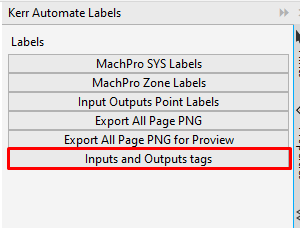 Kerr Automate Labels
Labels
MachPro SYS Labels
MachPro Zone Labels
Input Outputs Point Labels
Export All Page PNG
Export All Page PNG for Preview
Inputs and Outputs tags